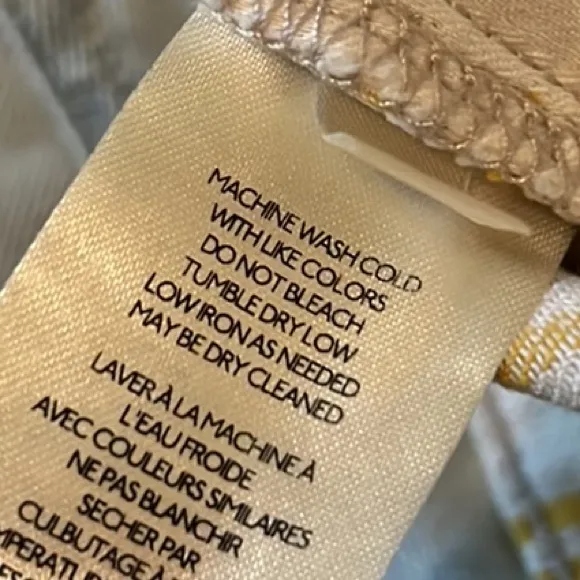 MACHINE WASH COLD
WITH LIKE COLORS
DO NOT BLEACH
TUMBLE DRY LOW
LOW IRON AS NEEDED
MAY BE DRY CLEANED
LAVER À LA MACHINE À
L'EAU FROIDE
AVEC COULEURS SIMILAIRES
NE PAS BLANCHIR
SECHER PAR
CULBUTAGE À